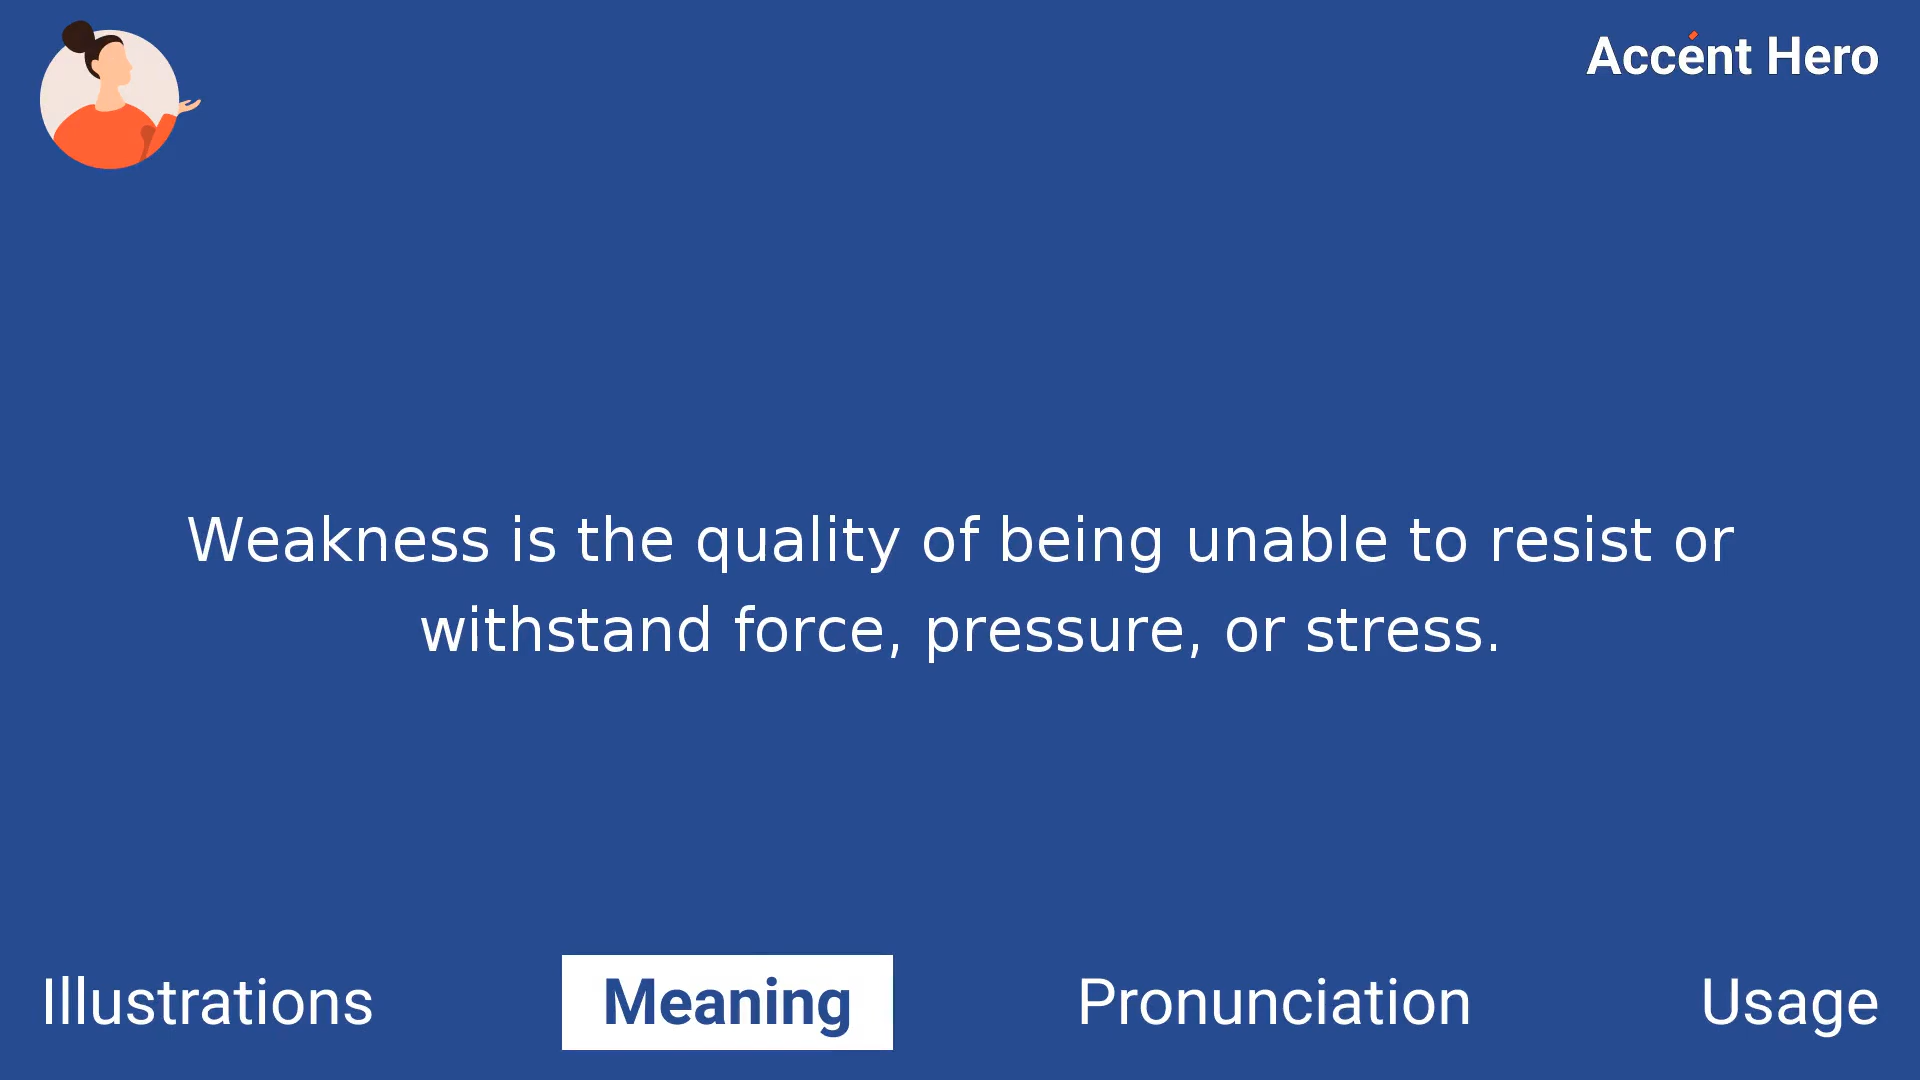 Accént Hero
Weakness is the quality of being unable to resist or
withstand force, pressure, or stress.
Illustrations Meaning Pronunciation Usage